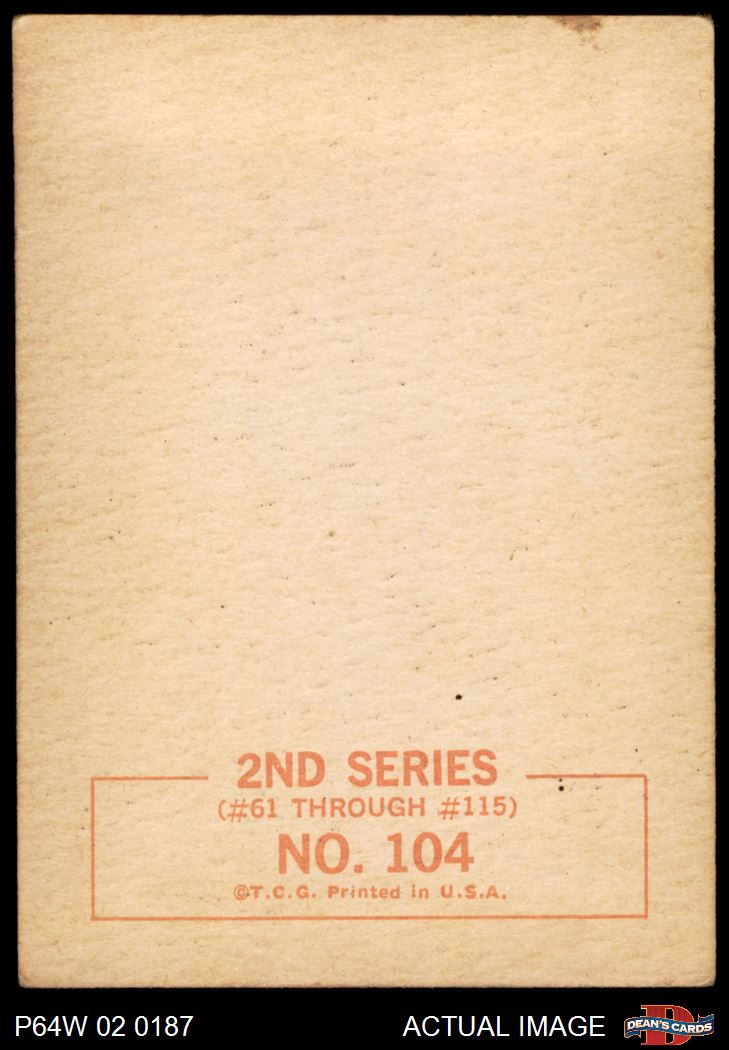 2ND SERIES
(#61 THROUGH #115)
NO. 104
©T.C.G. Printed in U.S.A.
P64W 02 0187
ACTUAL IMAGE
DEAN'S CARDS